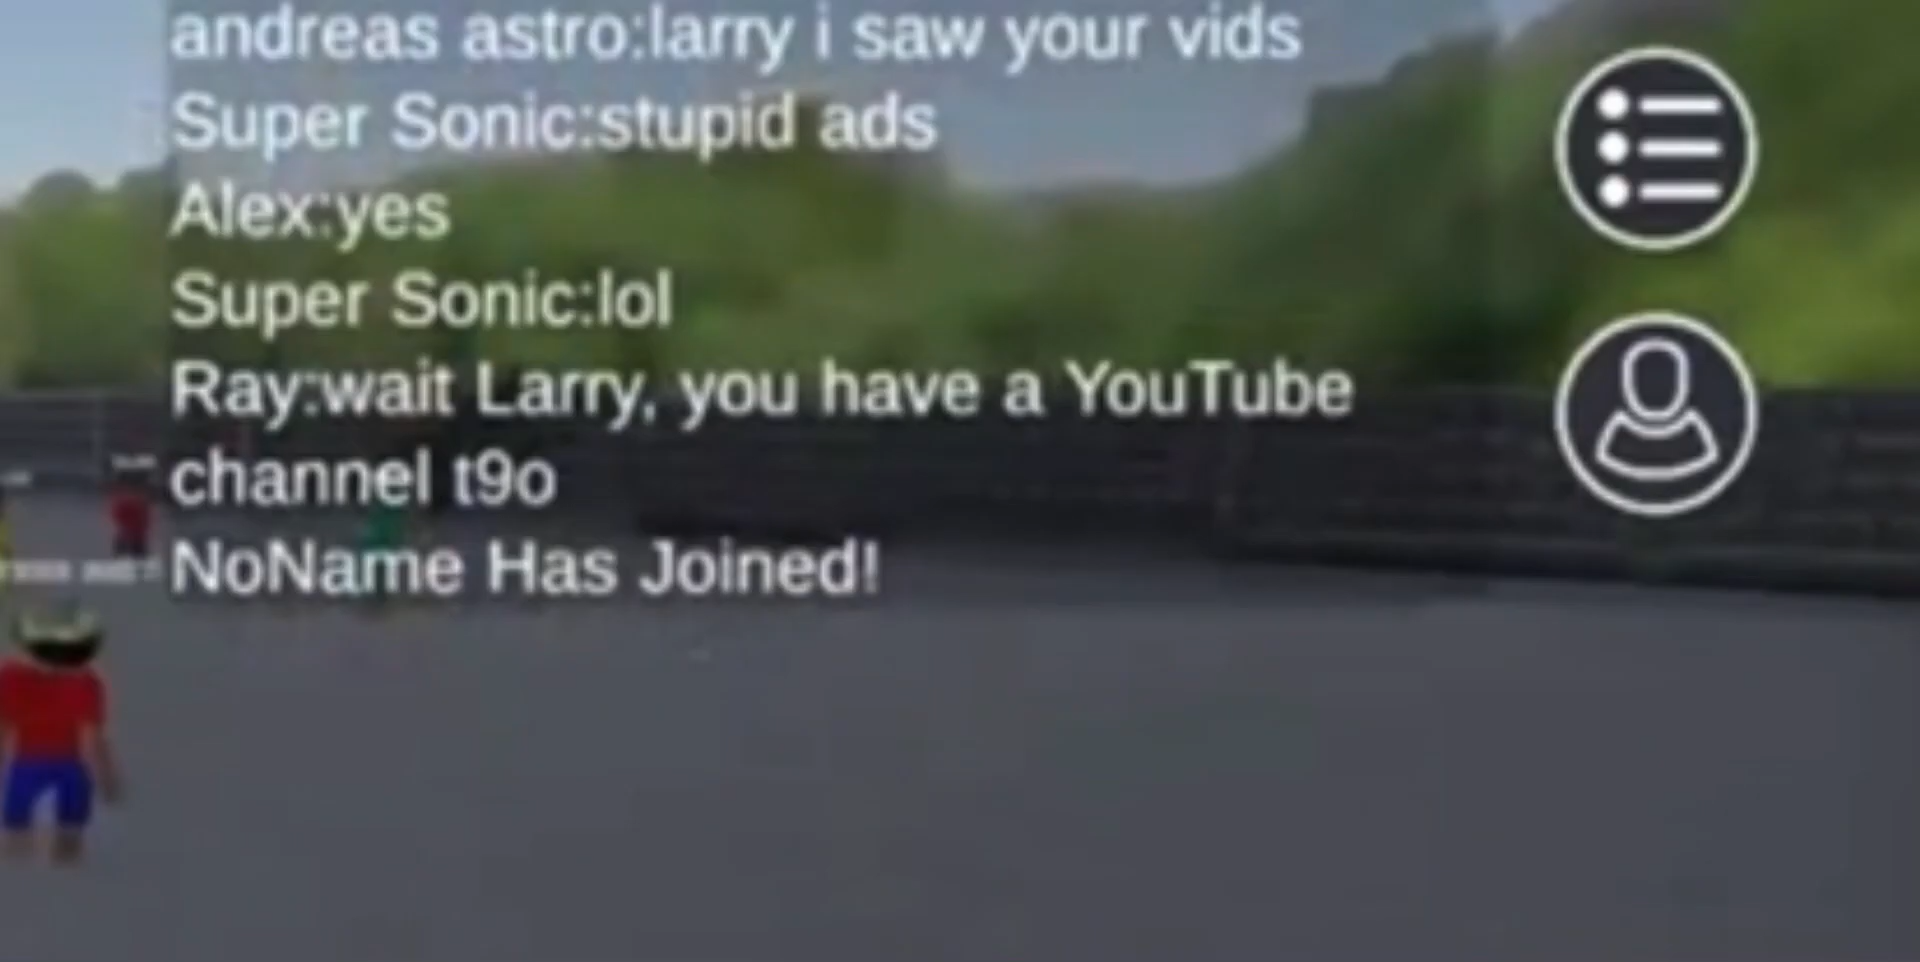 andreas astro:larry i saw your vids
Super Sonic:stupid ads
Alex:yes
Super Sonic:lol
Ray:wait Larry, you have a YouTube
channel t9o
NoName Has Joined!